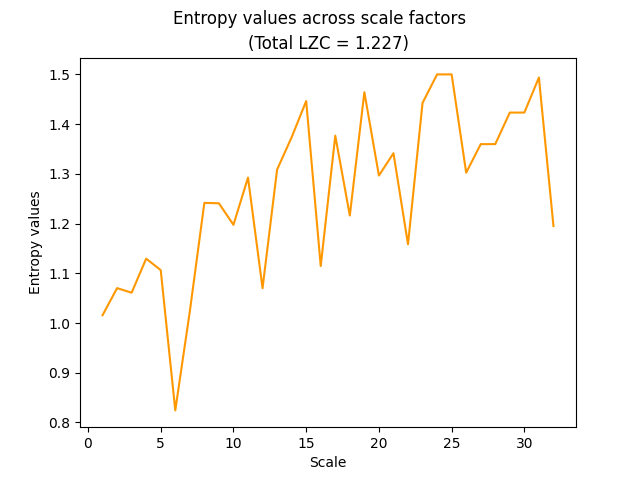 Entropy values across scale factors
(Total LZC = 1.227)
1.5
1.4
1.3
1.2
1.1
1.0
0.9
0.8
Entropy values
0 5 10 15 20 25 30
Scale